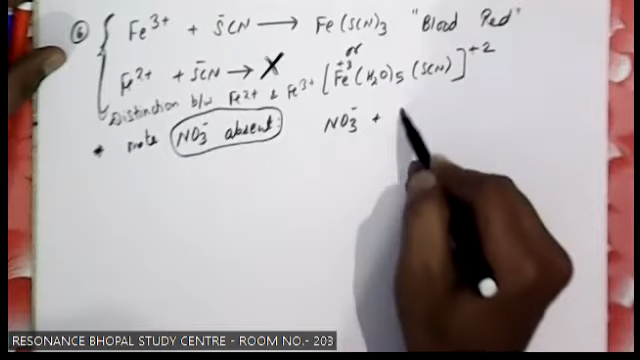 ⑥ Fe³⁺ + S̄CN ⟶ Fe(SCN)₃ "Blood Red"
Fe²⁺ + S̄CN → X or
Distinction b/w Fe²⁺ & Fe³⁺ [Fe⁺³(H₂O)₅(SCN)]⁺²
* note NO₃⁻ absent: NO₃⁻ +
RESONANCE BHOPAL STUDY CENTRE - ROOM NO.- 203